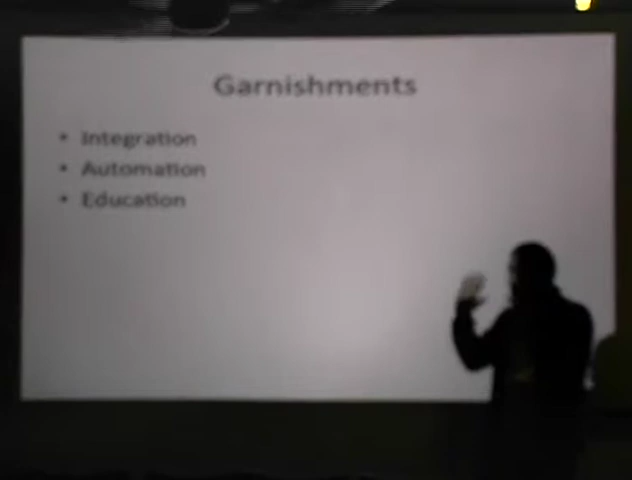 Garnishments
• Integration
• Automation
• Education